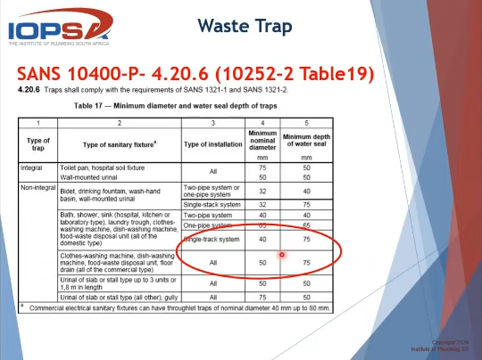 IOPSA
THE INSTITUTE OF PLUMBING SOUTH AFRICA
Waste Trap
SANS 10400-P- 4.20.6 (10252-2 Table19)
4.20.6 Traps shall comply with the requirements of SANS 1321-1 and SANS 1321-2.
Table 17 — Minimum diameter and water seal depth of traps
1 2 3 4 5
Type of trap Type of sanitary fixtureᵃ Type of installation Minimum nominal diameter mm Minimum depth of water seal mm
Integral Toilet pan, hospital soil fixture All 75 50
Wall-mounted urinal 50 50
Non-integral Bidet, drinking fountain, wash-hand basin, wall-mounted urinal Two-pipe system or one-pipe system 32 40
Single-stack system 32 75
Bath, shower, sink (hospital, kitchen or laboratory type), laundry trough, clothes-washing machine, dish-washing machine, food-waste disposal unit (all of the domestic type) Two-pipe system 40 40
One-pipe system 65 65
Single-track system 40 75
Clothes-washing machine, dish-washing machine, food-waste disposal unit, floor drain (all of the commercial type) All 50 75
Urinal of slab or stall type up to 3 units or 1,8 m in length All 50 50
Urinal of slab or stall type (all other), gully All 75 50
ᵃ Commercial electrical sanitary fixtures can have throughlet traps of nominal diameter 40 mm up to 80 mm.